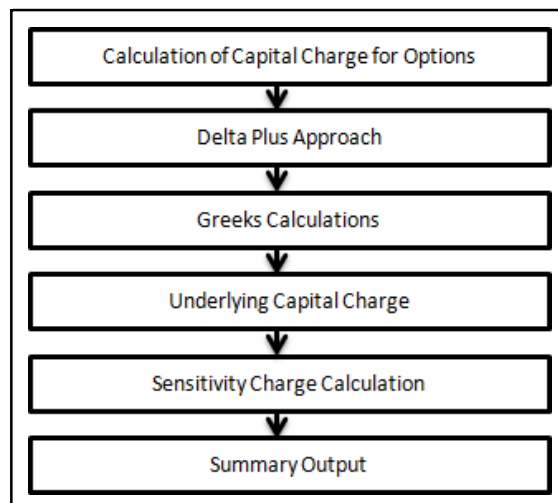 Calculation of Capital Charge for Options
Delta Plus Approach
Greeks Calculations
Underlying Capital Charge
Sensitivity Charge Calculation
Summary Output